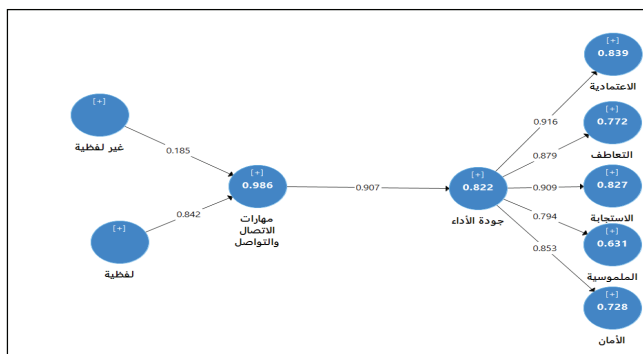 [+]
0.839
الاعتمادية
[+]
غير لفظية
[+]
0.772
التعاطف
0.916
0.185
0.879
[+]
0.986
مهارات
الاتصال
والتواصل
0.907
[+]
0.822
جودة الأداء
0.909
[+]
0.827
الاستجابة
0.842
[+]
لفظية
0.794
[+]
0.631
الملموسية
0.853
[+]
0.728
الأمان